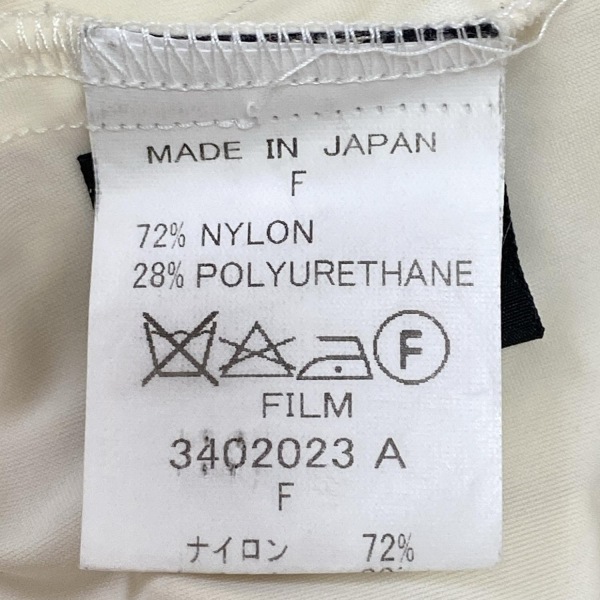 MADE IN JAPAN
F
72% NYLON
28% POLYURETHANE
F
FILM
3402023 A
F
ナイロン 72%